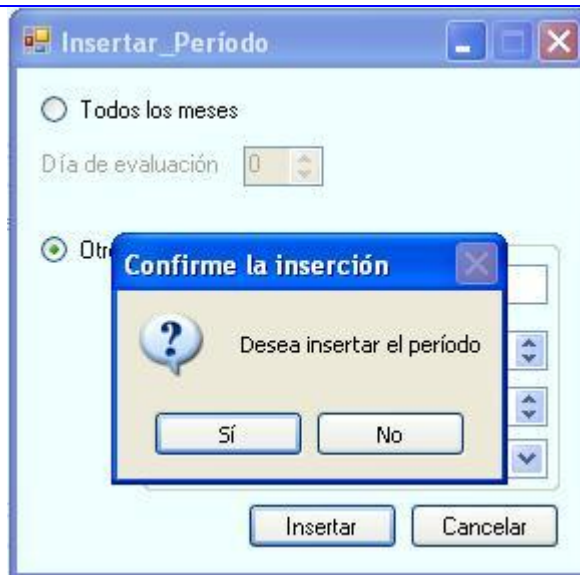 Insertar_Período
Todos los meses
Día de evaluación 0
Confirme la inserción
Desea insertar el período
Sí No
Insertar Cancelar